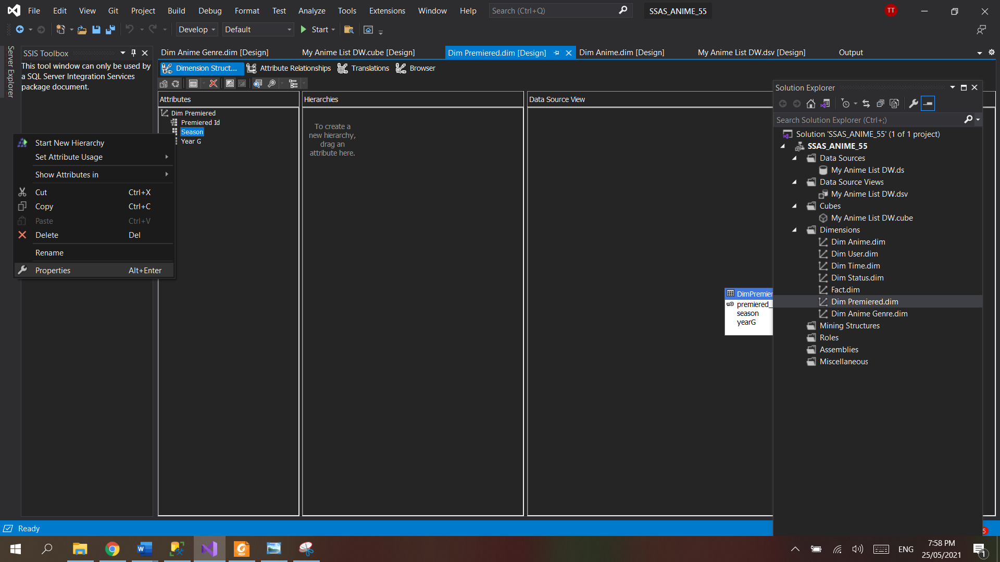 File Edit View Git Project Build Debug Format Test Analyze Tools Extensions Window Help Search (Ctrl+Q) SSAS_ANIME_55 TT
Develop Default Start
Server Explorer
SSIS Toolbox
This tool window can only be used by
a SQL Server Integration Services
package document.
Dim Anime Genre.dim [Design] My Anime List DW.cube [Design] Dim Premiered.dim [Design] Dim Anime.dim [Design] My Anime List DW.dsv [Design] Output
Dimension Struct... Attribute Relationships Translations Browser
Attributes
Dim Premiered
Premiered Id
Season
Year G
Hierarchies
To create a
new hierarchy,
drag an
attribute here.
Data Source View
DimPremier
premiered_
season
yearG
Start New Hierarchy
Set Attribute Usage
Show Attributes in
Cut Ctrl+X
Copy Ctrl+C
Paste Ctrl+V
Delete Del
Rename
Properties Alt+Enter
Solution Explorer
Search Solution Explorer (Ctrl+;)
Solution 'SSAS_ANIME_55' (1 of 1 project)
SSAS_ANIME_55
Data Sources
My Anime List DW.ds
Data Source Views
My Anime List DW.dsv
Cubes
My Anime List DW.cube
Dimensions
Dim Anime.dim
Dim User.dim
Dim Time.dim
Dim Status.dim
Fact.dim
Dim Premiered.dim
Dim Anime Genre.dim
Mining Structures
Roles
Assemblies
Miscellaneous
Ready
5
ENG
7:58 PM
25/05/2021
1
PDF